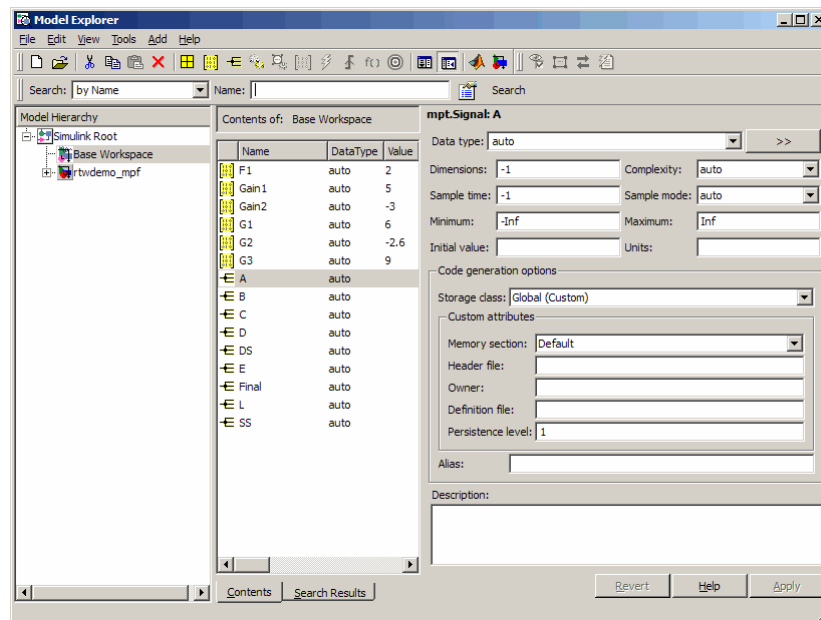 Model Explorer
File Edit View Tools Add Help
f()
Search: by Name Name: Search
Model Hierarchy
Simulink Root
Base Workspace
rtwdemo_mpf
Contents of: Base Workspace
Name DataType Value
F1 auto 2
Gain1 auto 5
Gain2 auto -3
G1 auto 6
G2 auto -2.6
G3 auto 9
A auto
B auto
C auto
D auto
DS auto
E auto
Final auto
L auto
SS auto
Contents Search Results
mpt.Signal: A
Data type: auto >>
Dimensions: -1 Complexity: auto
Sample time: -1 Sample mode: auto
Minimum: -Inf Maximum: Inf
Initial value: Units:
Code generation options
Storage class: Global (Custom)
Custom attributes
Memory section: Default
Header file:
Owner:
Definition file:
Persistence level: 1
Alias:
Description:
Revert Help Apply